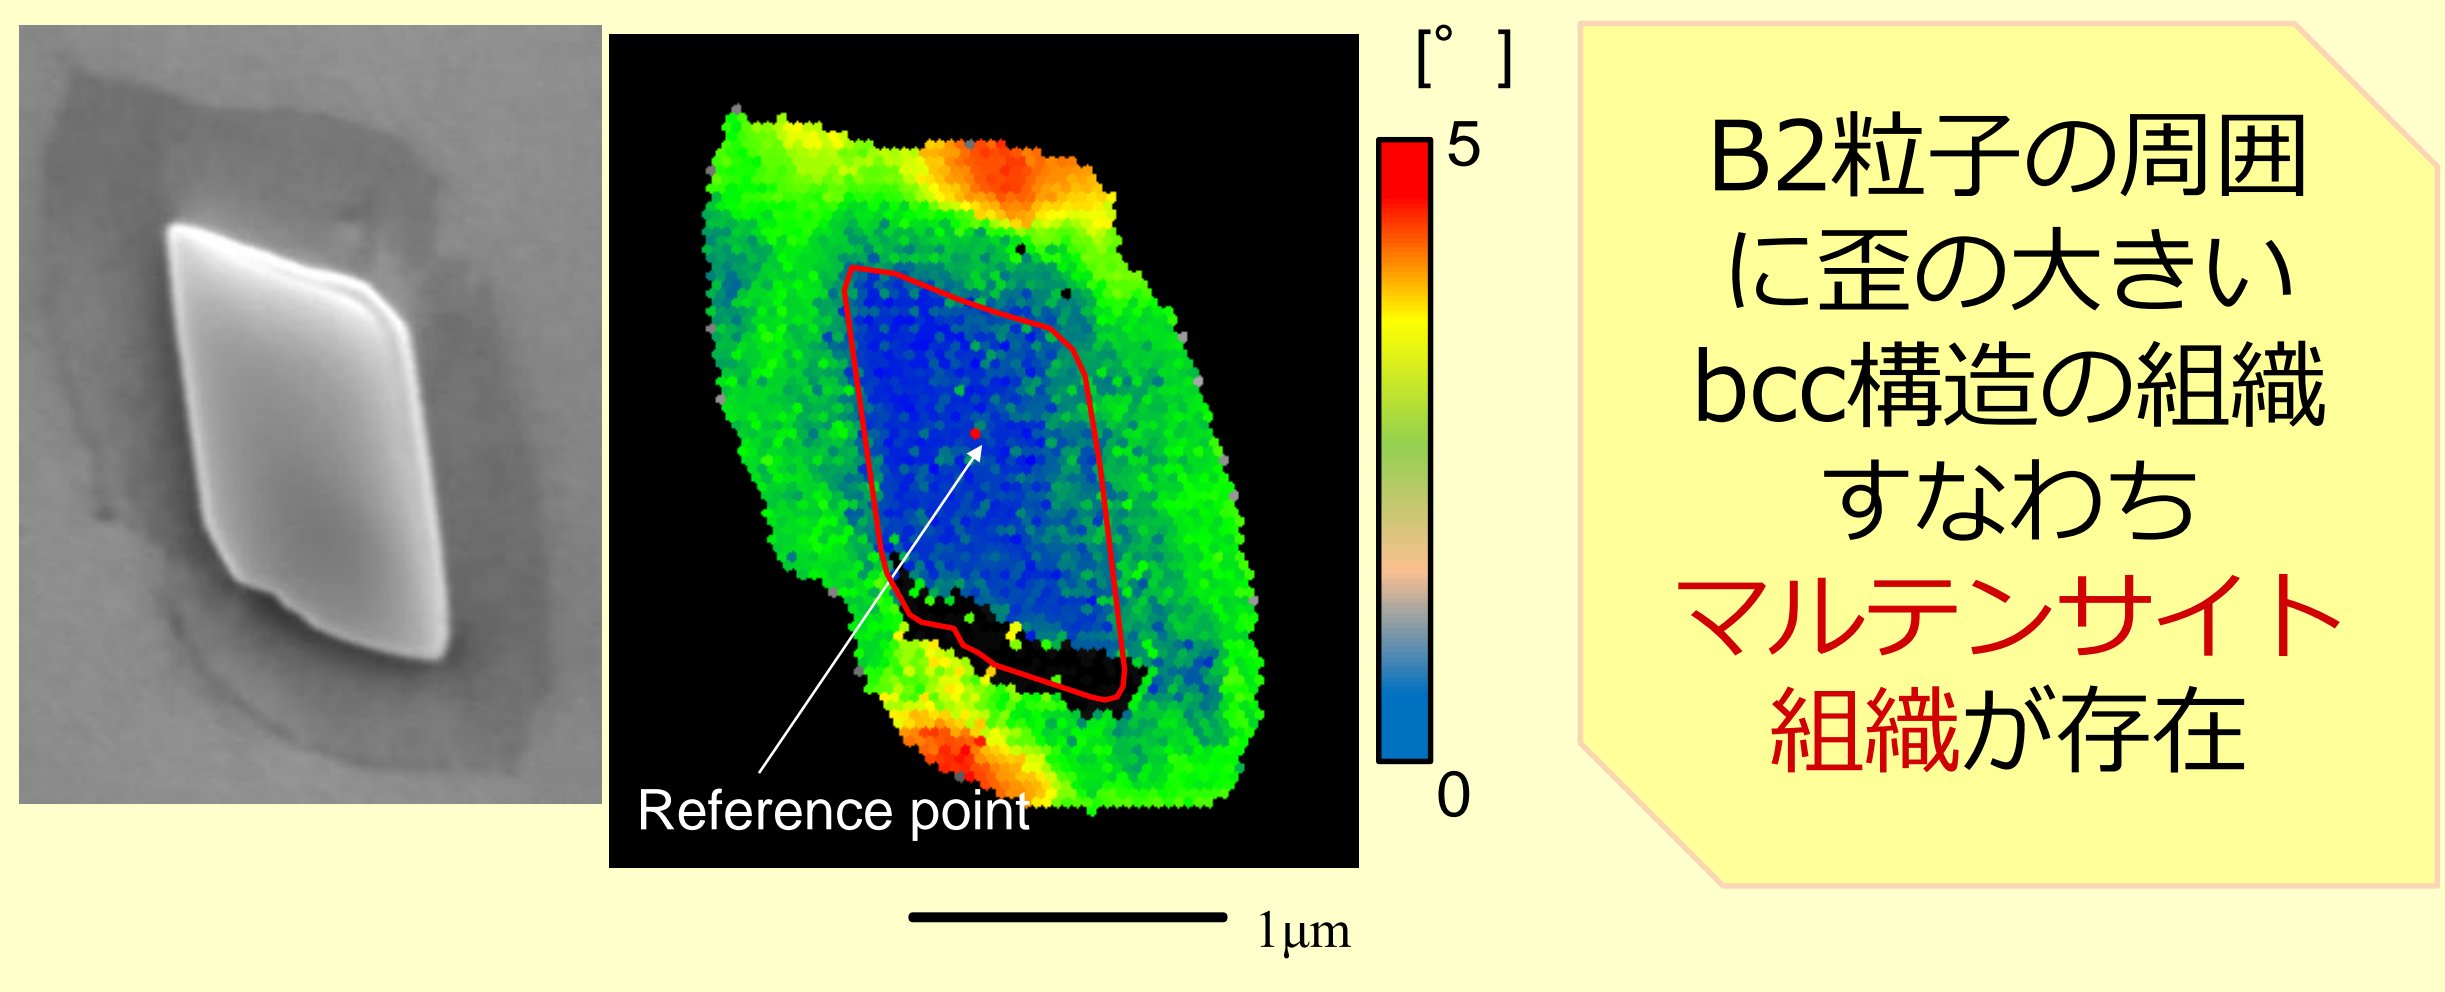 [° ]
5
0
Reference point
1μm
B2粒子の周囲
に歪の大きい
bcc構造の組織
すなわち
マルテンサイト
組織が存在